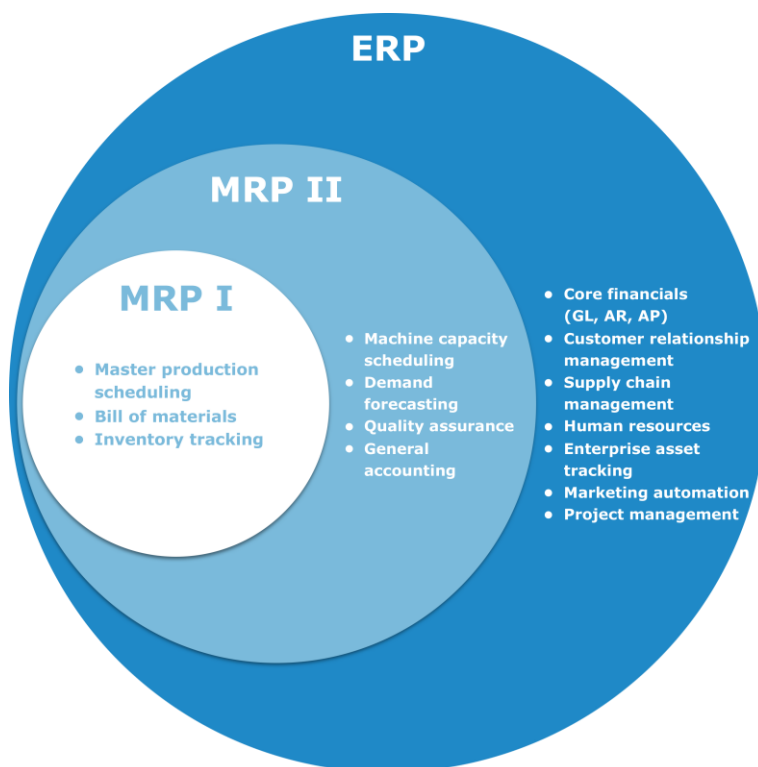 ERP
MRP II
MRP I
• Master production
scheduling
• Bill of materials
• Inventory tracking
• Machine capacity
scheduling
• Demand
forecasting
• Quality assurance
• General
accounting
• Core financials
(GL, AR, AP)
• Customer relationship
management
• Supply chain
management
• Human resources
• Enterprise asset
tracking
• Marketing automation
• Project management